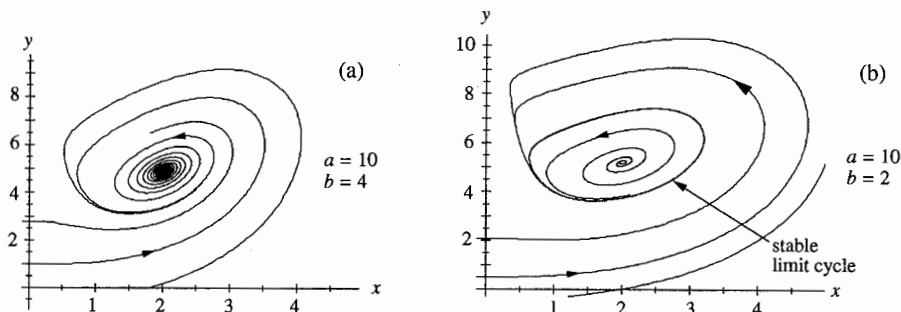 y
(a)
8
6
4
2
1 2 3 4 x
a = 10
b = 4
y
(b)
10
8
6
4
2
1 2 3 4 x
a = 10
b = 2
stable
limit cycle